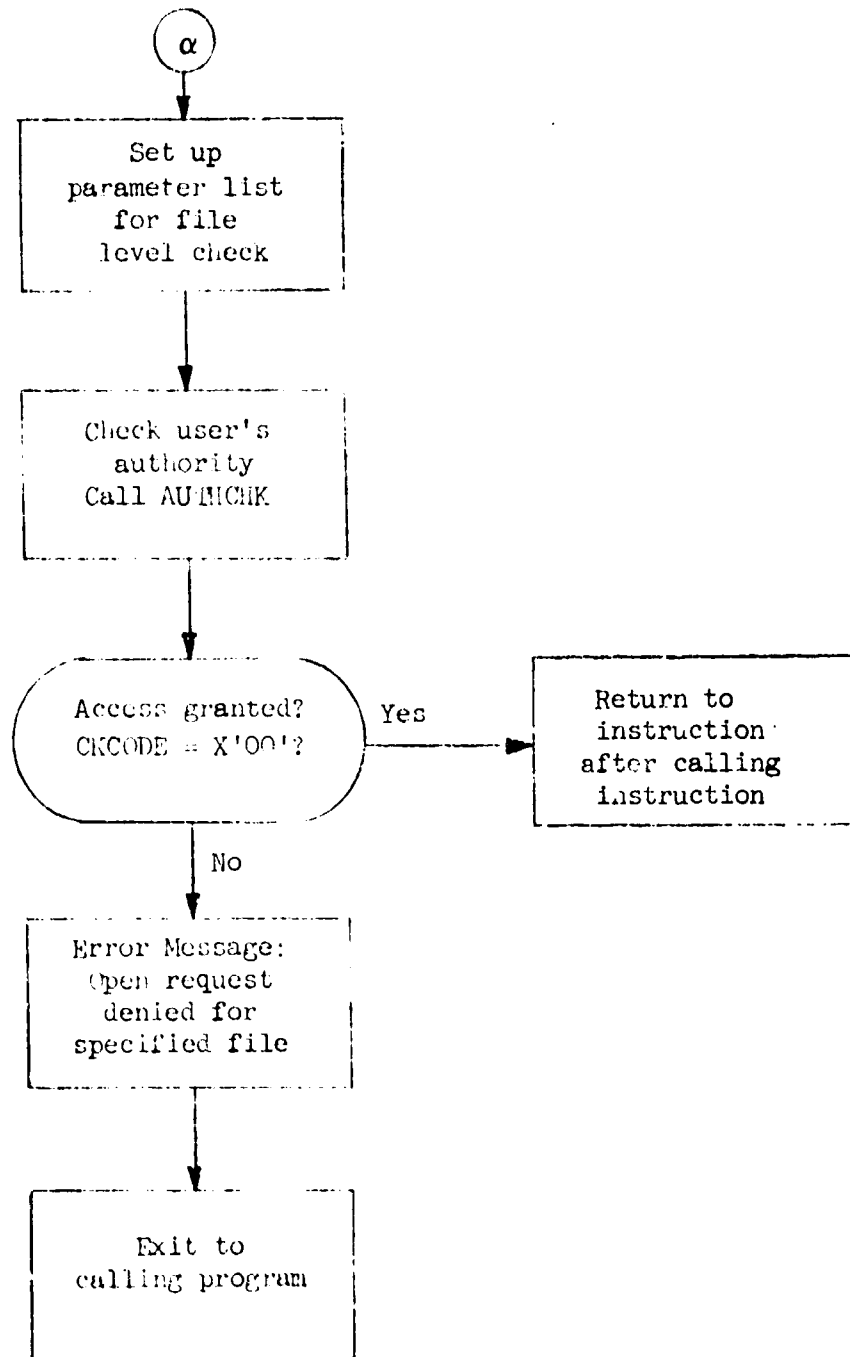 α
Set up
parameter list
for file
level check
Check user's
authority
Call AUTHCHK
Access granted?
CKCODE = X'00'?
Yes
Return to
instruction
after calling
instruction
No
Error Message:
Open request
denied for
specified file
Exit to
calling program